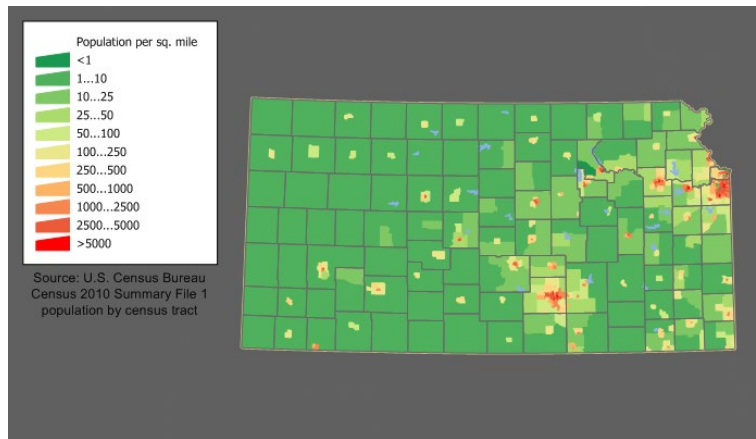 Population per sq. mile
<1
1...10
10...25
25...50
50...100
100...250
250...500
500...1000
1000...2500
2500...5000
>5000
Source: U.S. Census Bureau
Census 2010 Summary File 1
population by census tract